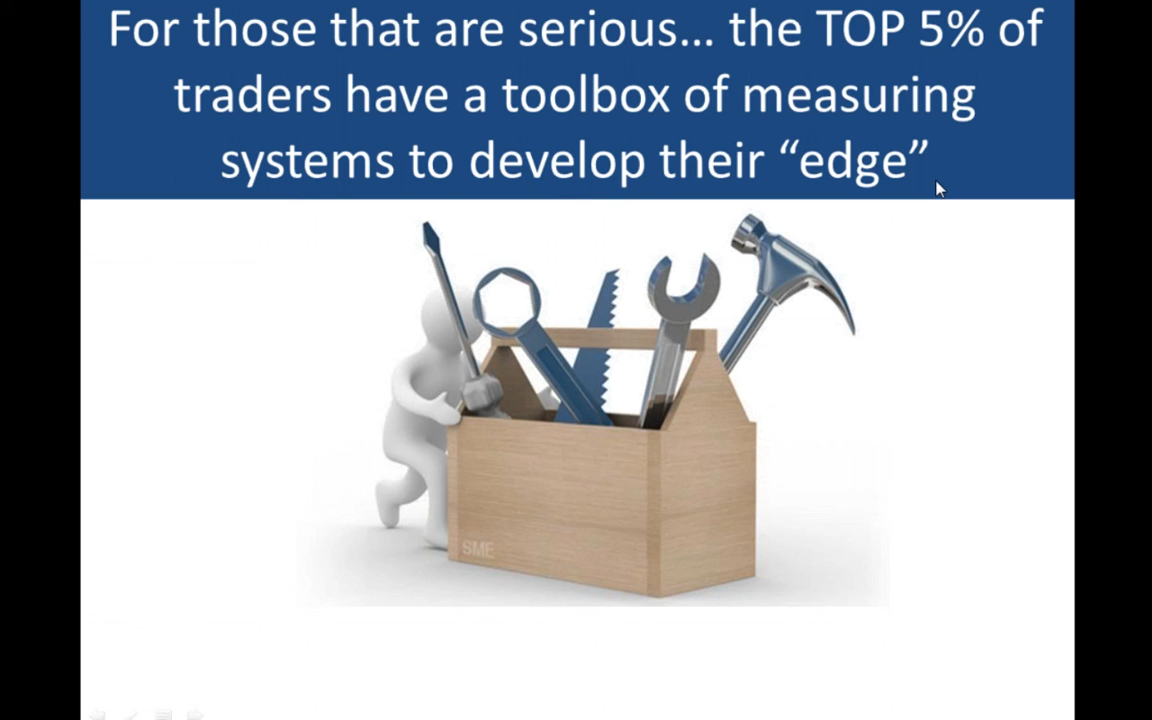 For those that are serious... the TOP 5% of
traders have a toolbox of measuring
systems to develop their “edge”
SME